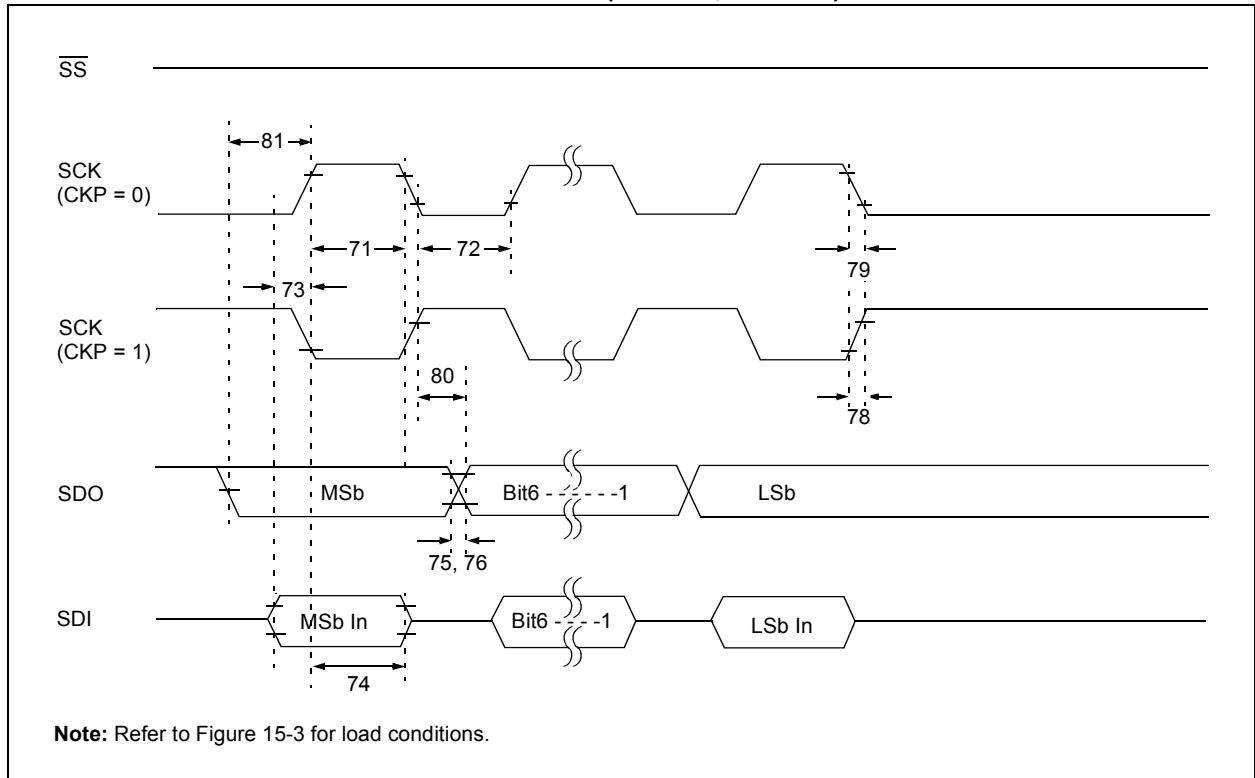 SS
81
SCK
(CKP = 0)
71
72
79
73
SCK
(CKP = 1)
80
78
SDO
MSb
Bit6 - - - - - -1
LSb
75, 76
SDI
MSb In
Bit6 - - - -1
LSb In
74
Note: Refer to Figure 15-3 for load conditions.